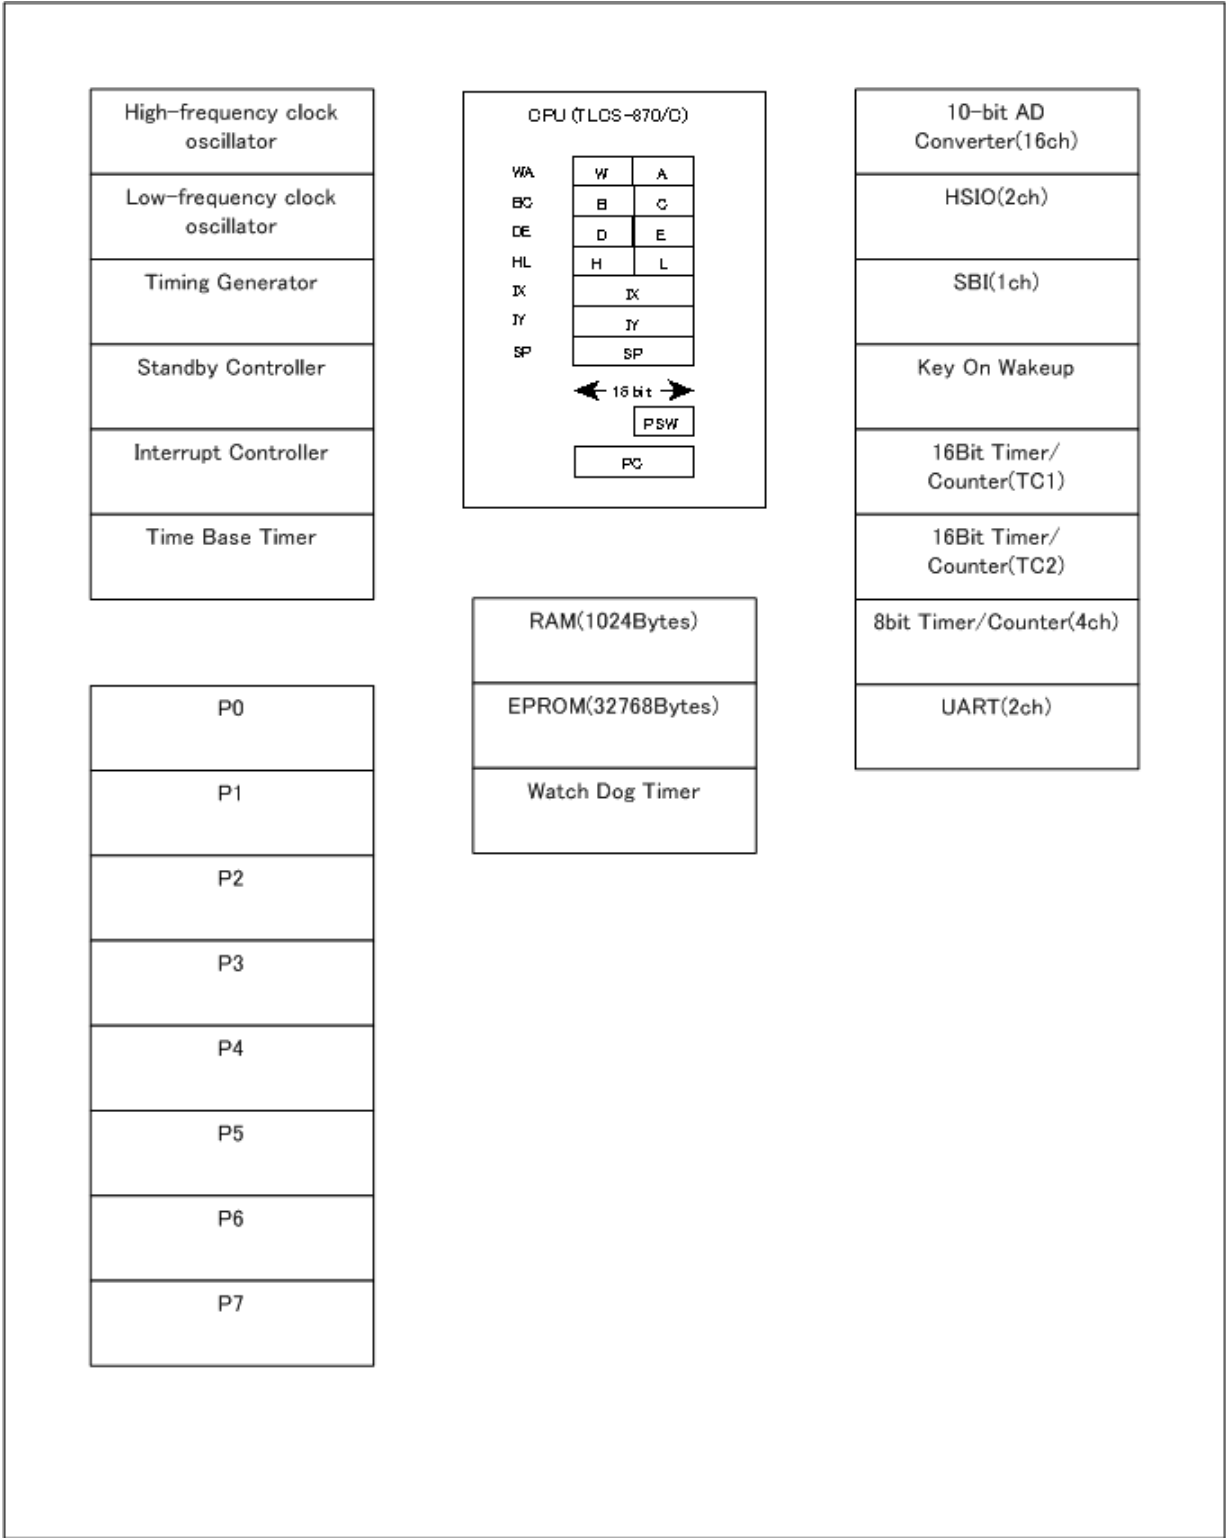 High-frequency clock
oscillator
Low-frequency clock
oscillator
Timing Generator
Standby Controller
Interrupt Controller
Time Base Timer
P0
P1
P2
P3
P4
P5
P6
P7
CPU (TLCS-870/C)
WA W A
BC B C
DE D E
HL H L
IX IX
IY IY
SP SP
16 bit
PSW
PC
RAM(1024Bytes)
EPROM(32768Bytes)
Watch Dog Timer
10-bit AD
Converter(16ch)
HSIO(2ch)
SBI(1ch)
Key On Wakeup
16Bit Timer/
Counter(TC1)
16Bit Timer/
Counter(TC2)
8bit Timer/Counter(4ch)
UART(2ch)